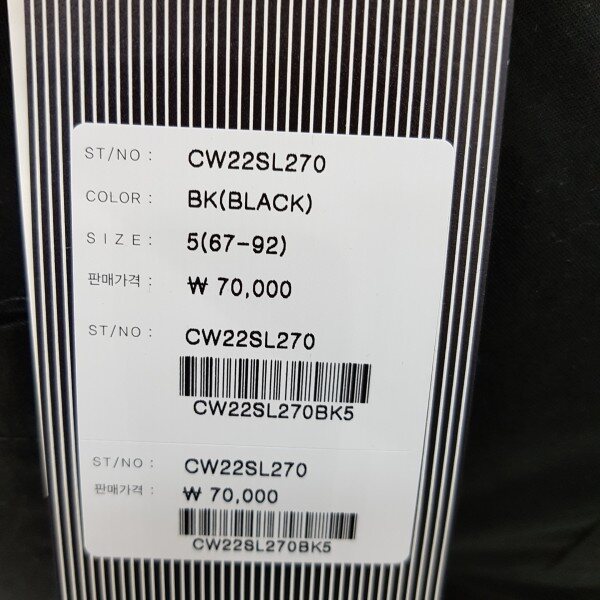 ST/NO : CW22SL270
COLOR : BK(BLACK)
SIZE : 5(67-92)
판매가격 : ₩ 70,000
ST/NO : CW22SL270
CW22SL270BK5
ST/NO : CW22SL270
판매가격 : ₩ 70,000
CW22SL270BK5